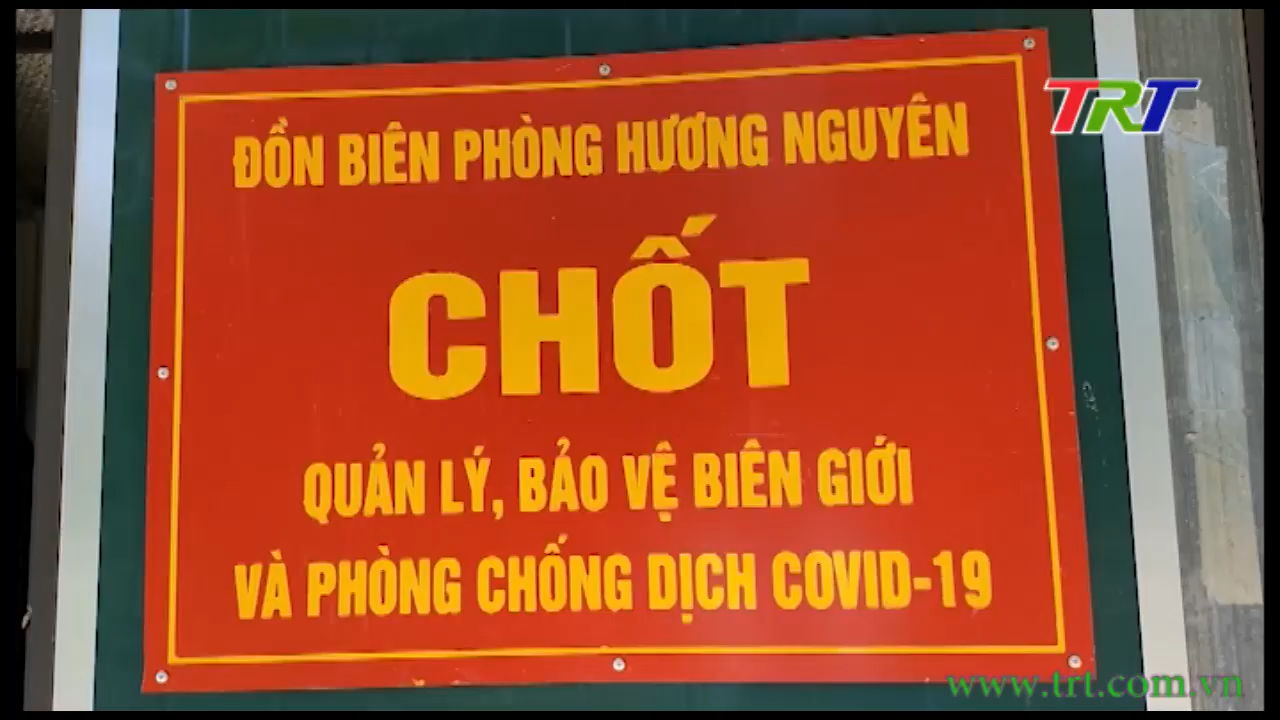 TRT
ĐỒN BIÊN PHÒNG HƯƠNG NGUYÊN
CHỐT
QUẢN LÝ, BẢO VỆ BIÊN GIỚI
VÀ PHÒNG CHỐNG DỊCH COVID-19
www.trt.com.vn